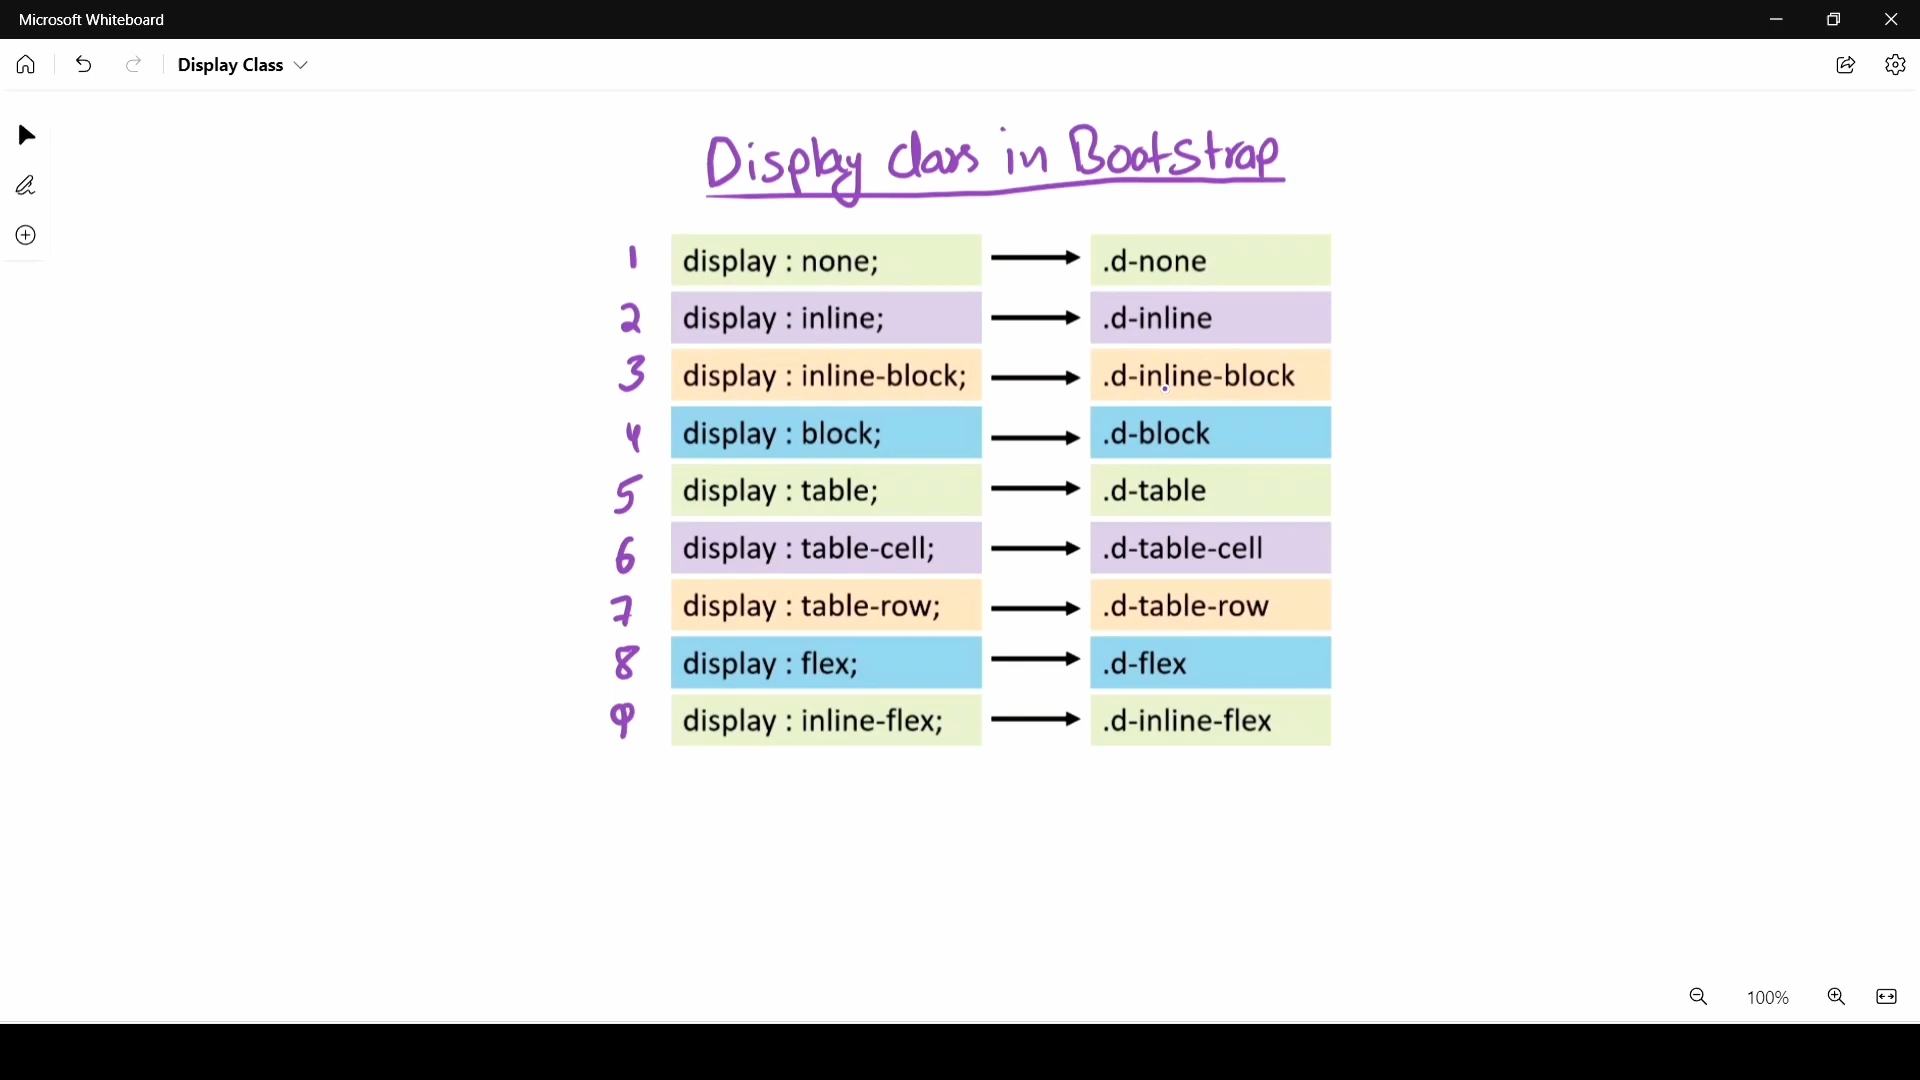 Microsoft Whiteboard
Display Class
Display class in Bootstrap
1 display : none; .d-none
2 display : inline; .d-inline
3 display : inline-block; .d-inline-block
4 display : block; .d-block
5 display : table; .d-table
6 display : table-cell; .d-table-cell
7 display : table-row; .d-table-row
8 display : flex; .d-flex
9 display : inline-flex; .d-inline-flex
100%